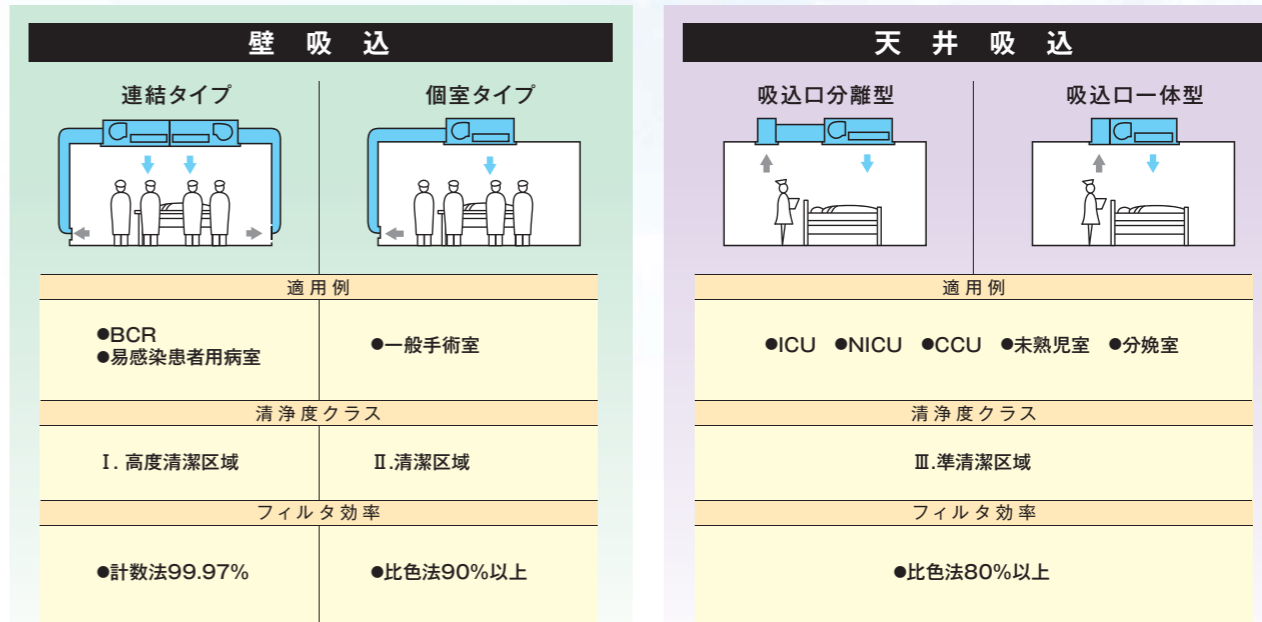 壁吸込
連結タイプ
個室タイプ
適用例
●BCR
●易感染患者用病室
●一般手術室
清浄度クラス
Ⅰ. 高度清潔区域
Ⅱ.清潔区域
フィルタ効率
●計数法99.97%
●比色法90%以上
天井吸込
吸込口分離型
吸込口一体型
適用例
●ICU ●NICU ●CCU ●未熟児室 ●分娩室
清浄度クラス
Ⅲ.準清潔区域
フィルタ効率
●比色法80%以上